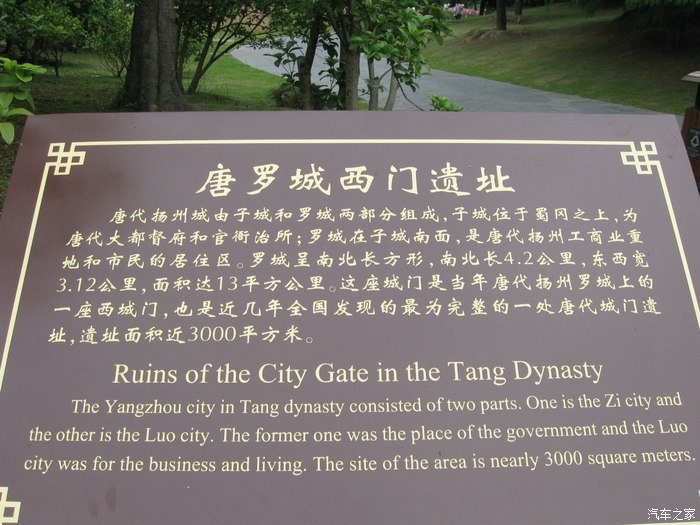 唐罗城西门遗址
唐代扬州城由子城和罗城两部分组成,子城位于蜀冈之上,为
唐代大都督府和官衙治所;罗城在子城南面,是唐代扬州工商业重
地和市民的居住区。罗城呈南北长方形,南北长4.2公里,东西宽
3.12公里,面积达13平方公里。这座城门是当年唐代扬州罗城上的
一座西城门,也是近几年全国发现的最为完整的一处唐代城门遗
址,遗址面积近3000平方米。
Ruins of the City Gate in the Tang Dynasty
The Yangzhou city in Tang dynasty consisted of two parts. One is the Zi city and
the other is the Luo city. The former one was the place of the government and the Luo
city was for the business and living. The site of the area is nearly 3000 square meters.
汽车之家